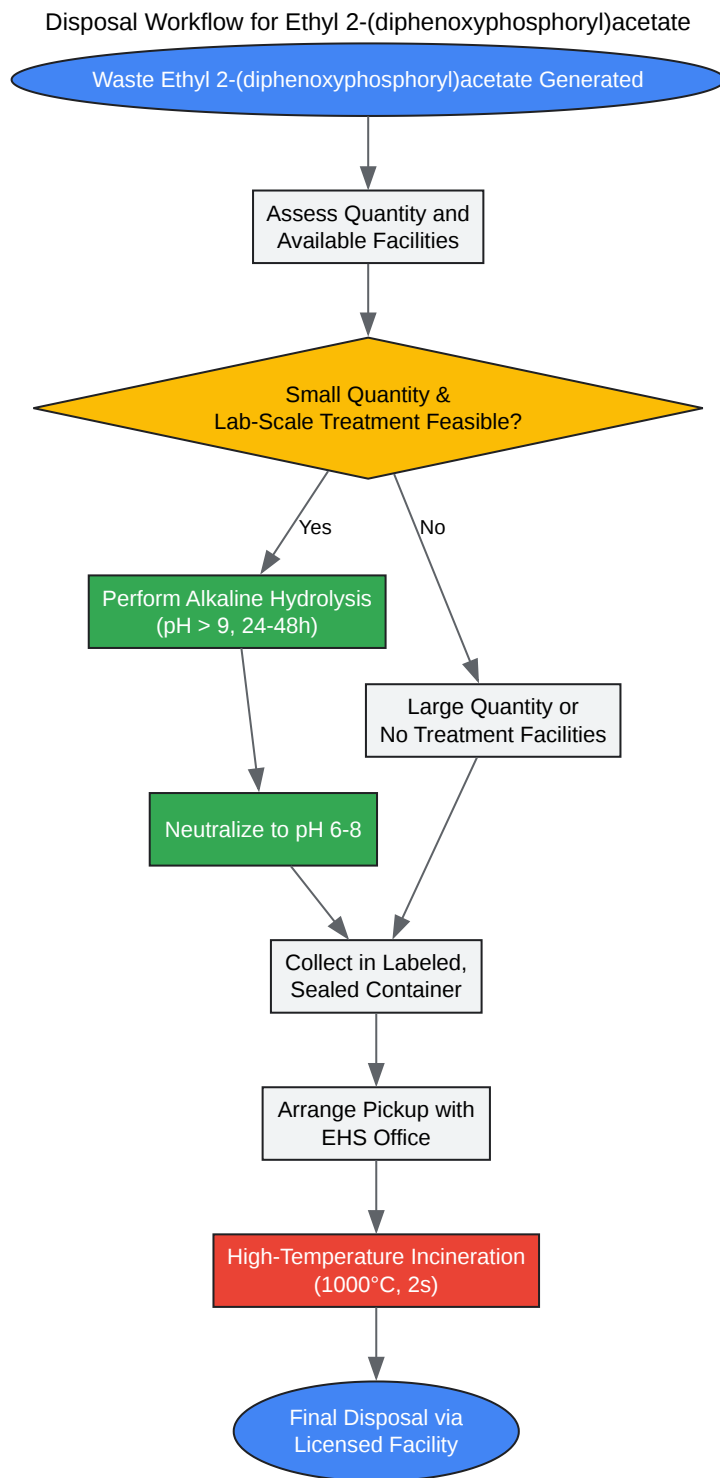 Disposal Workflow for Ethyl 2-(diphenoxyphosphoryl)acetate
Waste Ethyl 2-(diphenoxyphosphoryl)acetate Generated
Assess Quantity and
Available Facilities
Small Quantity &
Lab-Scale Treatment Feasible?
Yes
No
Perform Alkaline Hydrolysis
(pH > 9, 24-48h)
Large Quantity or
No Treatment Facilities
Neutralize to pH 6-8
Collect in Labeled,
Sealed Container
Arrange Pickup with
EHS Office
High-Temperature Incineration
(1000°C, 2s)
Final Disposal via
Licensed Facility